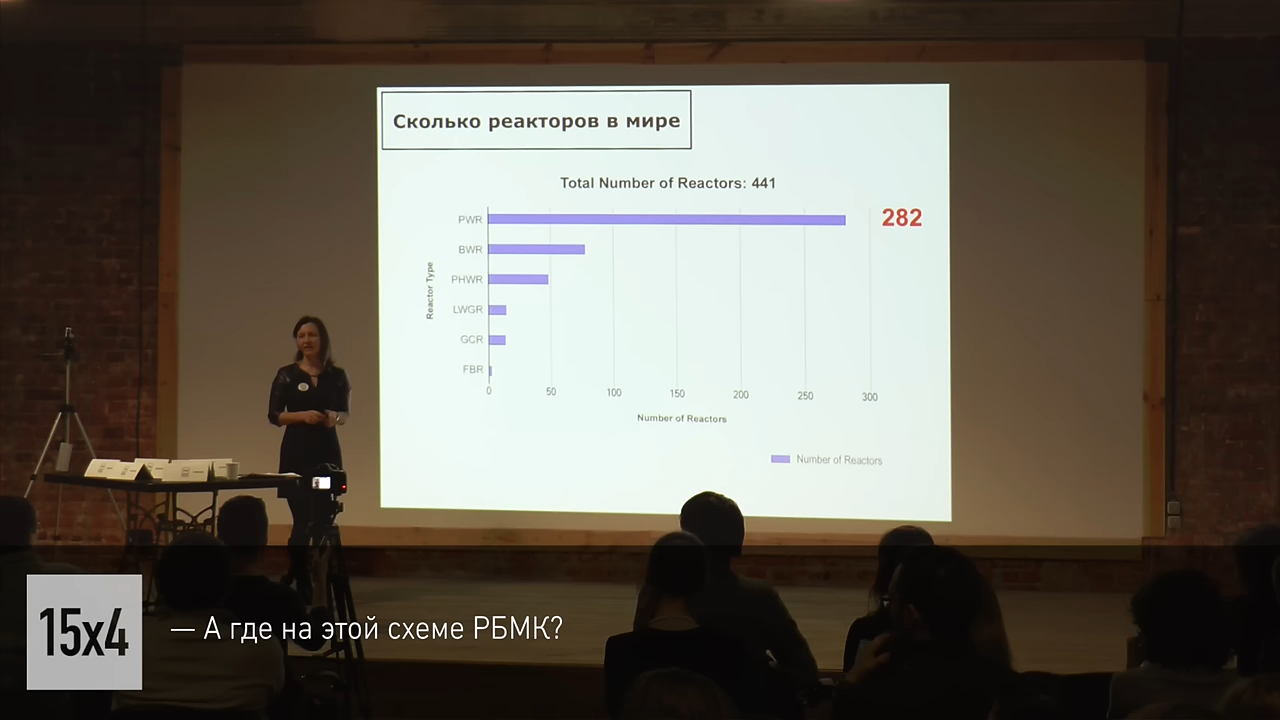 Сколько реакторов в мире
Total Number of Reactors: 441
PWR
282
BWR
PHWR
LWGR
GCR
FBR
Reactor Type
0 50 100 150 200 250 300
Number of Reactors
Number of Reactors
15x4
— А где на этой схеме РБМК?